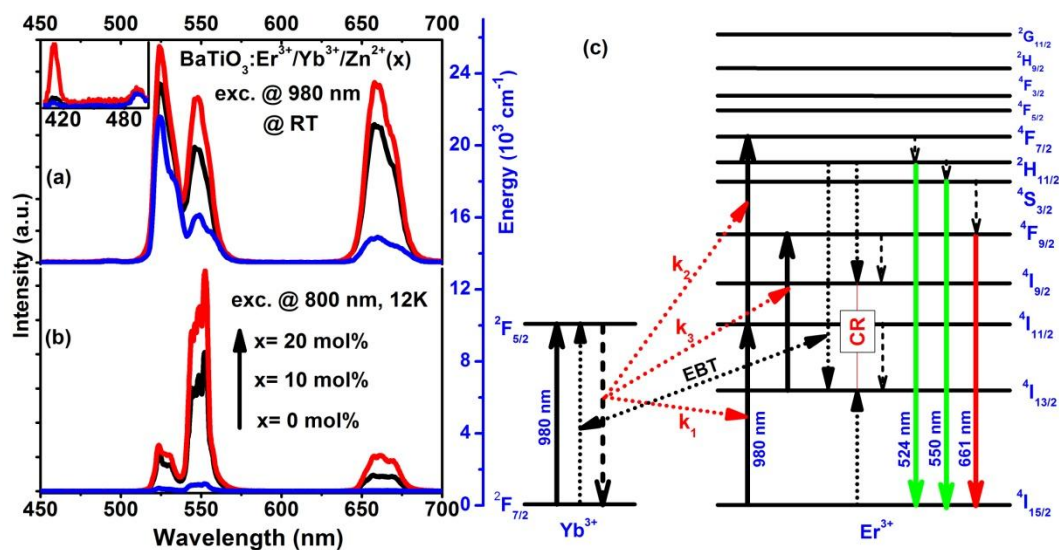 450 500 550 600 650 700
BaTiO₃:Er³⁺/Yb³⁺/Zn²⁺(x)
exc. @ 980 nm
@ RT
420 480
(a)
Intensity (a.u.)
(b)
exc. @ 800 nm, 12K
x= 20 mol%
x= 10 mol%
x= 0 mol%
450 500 550 600 650 700
Wavelength (nm)
Energy (10³ cm⁻¹)
24
20
16
12
8
4
0
(c)
²F₅/₂
²F₇/₂
Yb³⁺
980 nm
k₂
k₃
EBT
k₁
980 nm
CR
524 nm
550 nm
661 nm
²G₁₁/₂
²H₉/₂
⁴F₃/₂
⁴F₅/₂
⁴F₇/₂
²H₁₁/₂
⁴S₃/₂
⁴F₉/₂
⁴I₉/₂
⁴I₁₁/₂
⁴I₁₃/₂
⁴I₁₅/₂
Er³⁺